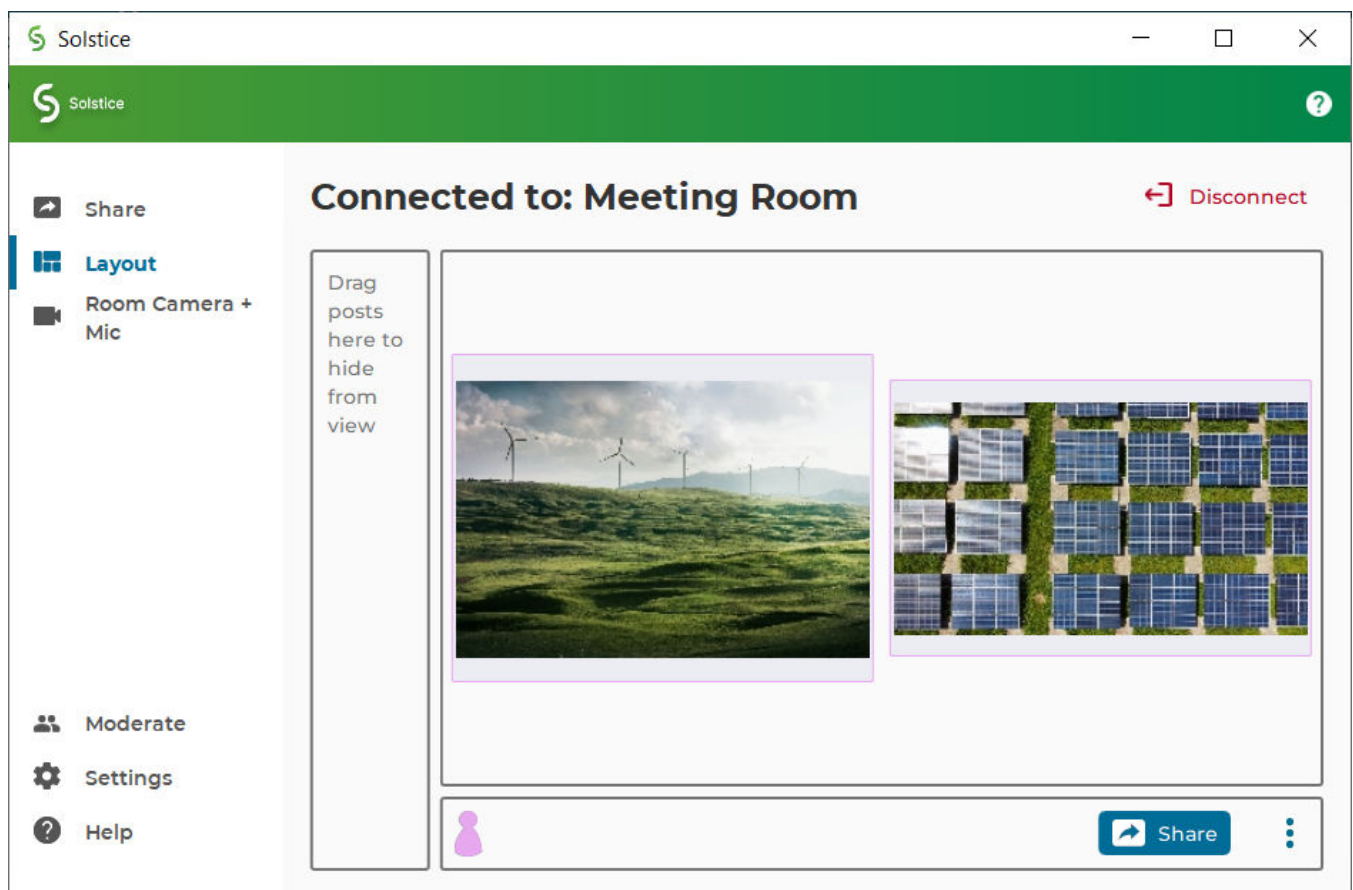 Solstice
Solstice
Share
Layout
Room Camera +
Mic
Moderate
Settings
Help
Connected to: Meeting Room
Disconnect
Drag
posts
here to
hide
from
view
Share